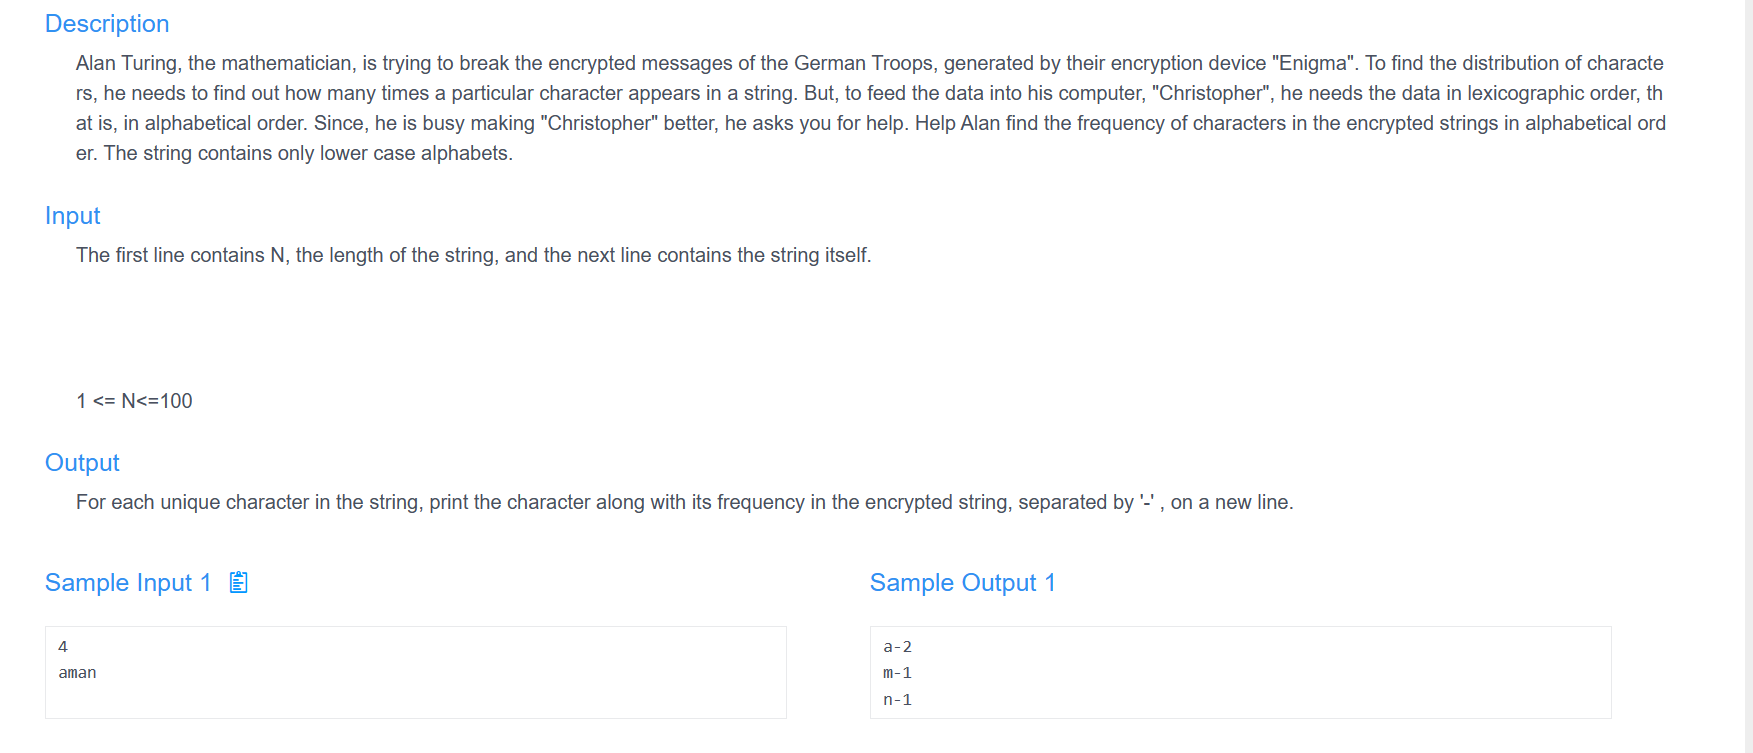 Description
Alan Turing, the mathematician, is trying to break the encrypted messages of the German Troops, generated by their encryption device "Enigma". To find the distribution of characte
rs, he needs to find out how many times a particular character appears in a string. But, to feed the data into his computer, "Christopher", he needs the data in lexicographic order, th
at is, in alphabetical order. Since, he is busy making "Christopher" better, he asks you for help. Help Alan find the frequency of characters in the encrypted strings in alphabetical ord
er. The string contains only lower case alphabets.
Input
The first line contains N, the length of the string, and the next line contains the string itself.
1 <= N<=100
Output
For each unique character in the string, print the character along with its frequency in the encrypted string, separated by '-' , on a new line.
Sample Input 1
4
aman
Sample Output 1
a-2
m-1
n-1